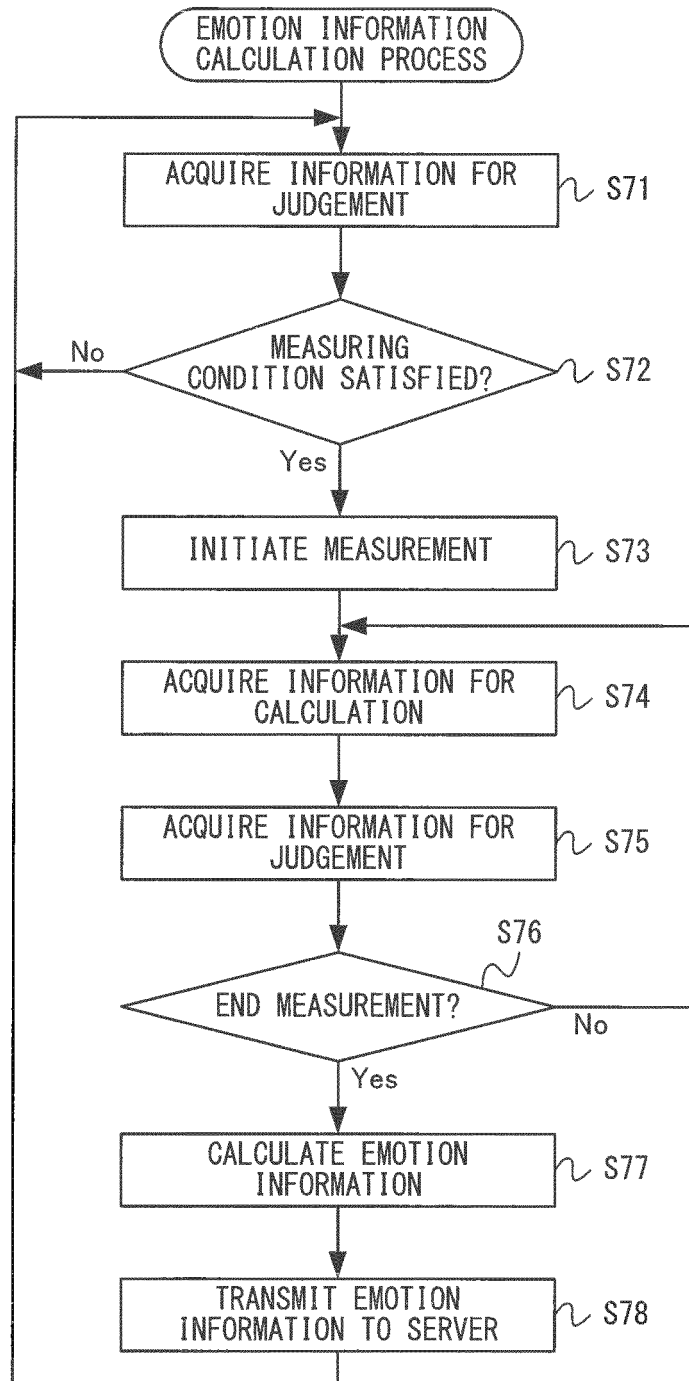 EMOTION INFORMATION
CALCULATION PROCESS
ACQUIRE INFORMATION FOR
JUDGEMENT
S71
MEASURING
CONDITION SATISFIED?
S72
No
Yes
INITIATE MEASUREMENT
S73
ACQUIRE INFORMATION FOR
CALCULATION
S74
ACQUIRE INFORMATION FOR
JUDGEMENT
S75
S76
END MEASUREMENT?
No
Yes
CALCULATE EMOTION
INFORMATION
S77
TRANSMIT EMOTION
INFORMATION TO SERVER
S78